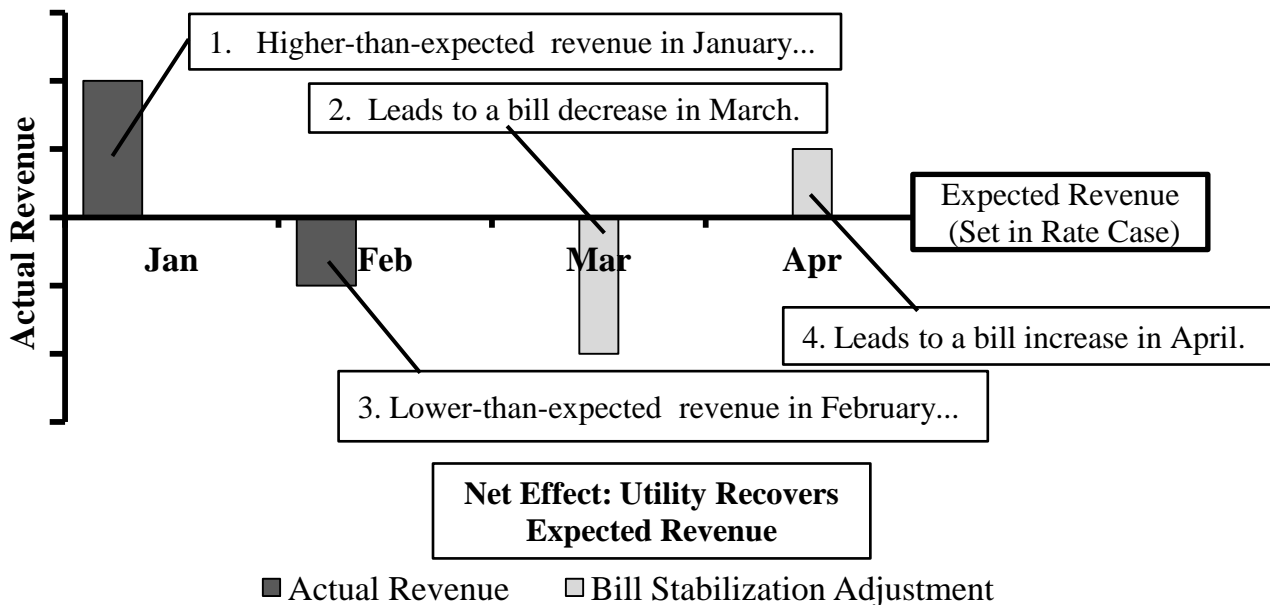 1. Higher-than-expected revenue in January...
2. Leads to a bill decrease in March.
Actual Revenue
Expected Revenue
(Set in Rate Case)
Jan
Feb
Mar
Apr
4. Leads to a bill increase in April.
3. Lower-than-expected revenue in February...
Net Effect: Utility Recovers
Expected Revenue
Actual Revenue
Bill Stabilization Adjustment